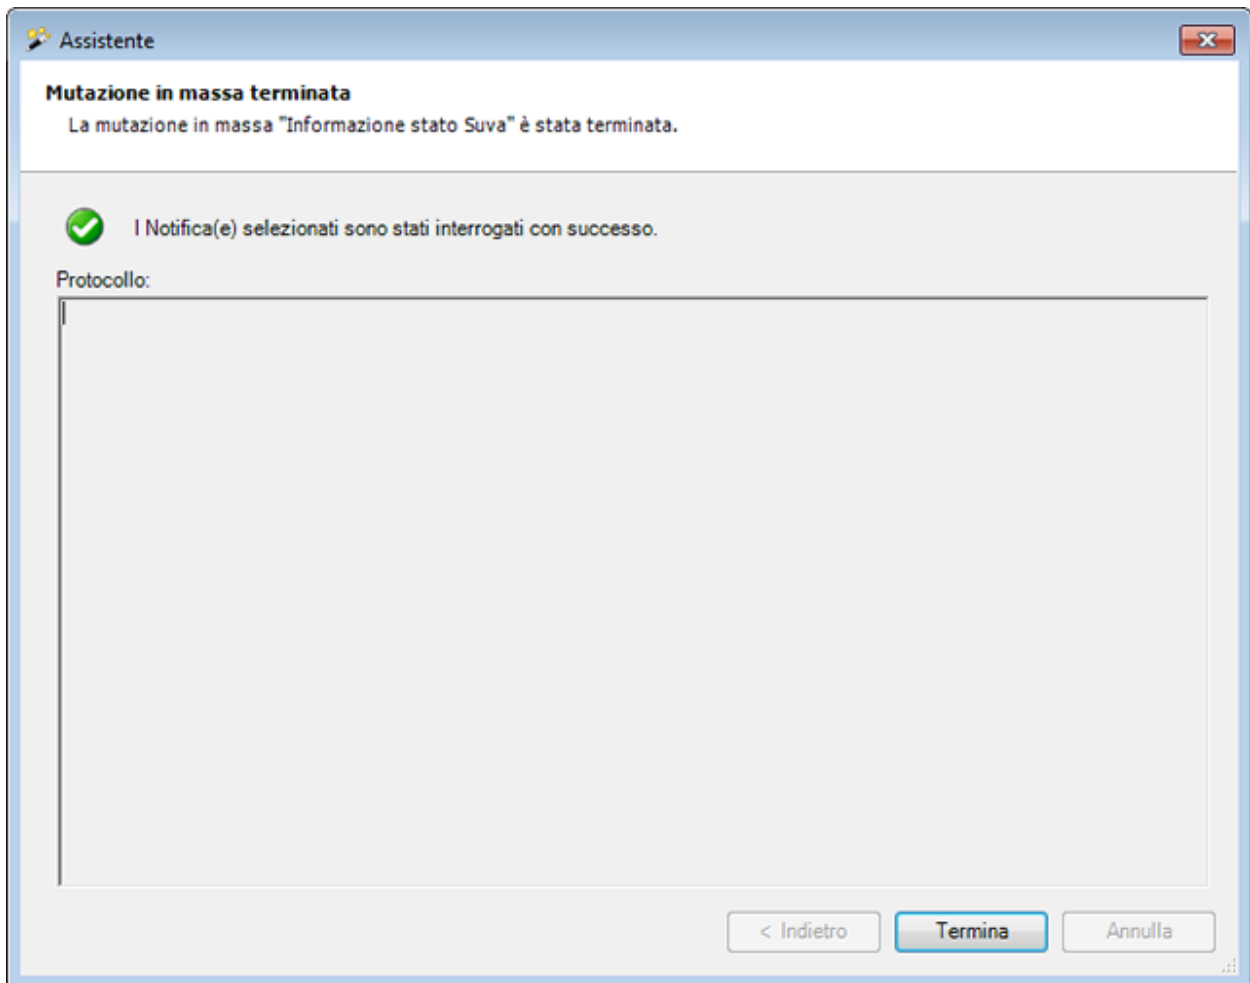 Assistente
Mutazione in massa terminata
La mutazione in massa "Informazione stato Suva" è stata terminata.
I Notifica(e) selezionati sono stati interrogati con successo.
Protocollo:
< Indietro
Termina
Annulla